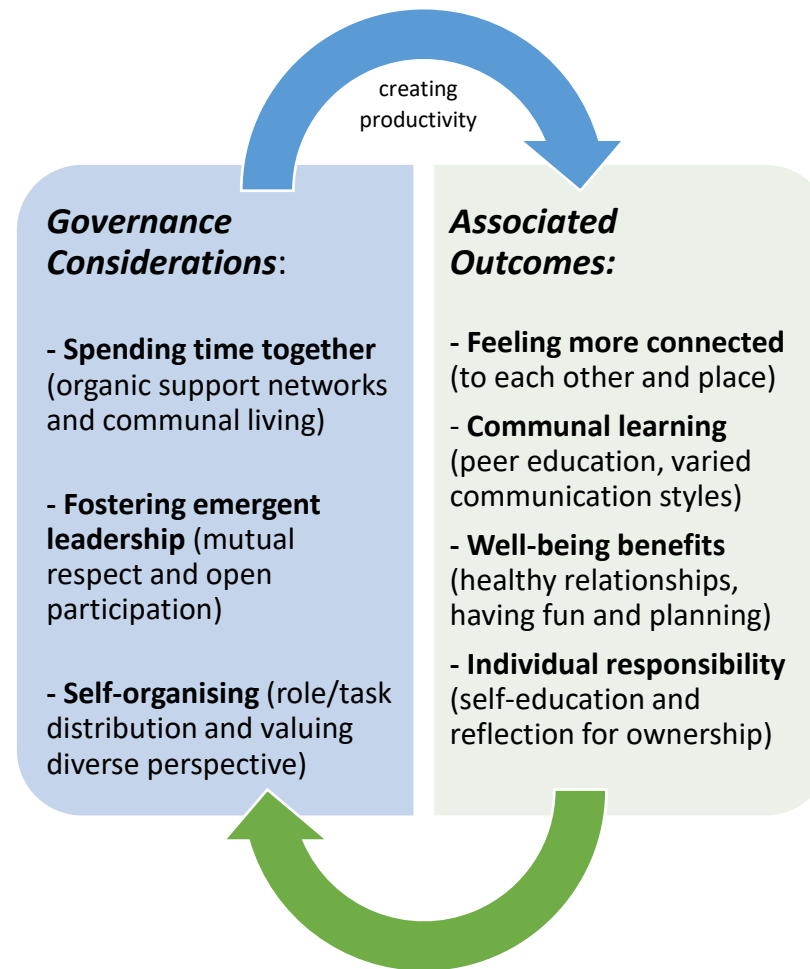 creating
productivity
Governance
Considerations:
- Spending time together
(organic support networks
and communal living)
- Fostering emergent
leadership (mutual
respect and open
participation)
- Self-organising (role/task
distribution and valuing
diverse perspective)
Associated
Outcomes:
- Feeling more connected
(to each other and place)
- Communal learning
(peer education, varied
communication styles)
- Well-being benefits
(healthy relationships,
having fun and planning)
- Individual responsibility
(self-education and
reflection for ownership)